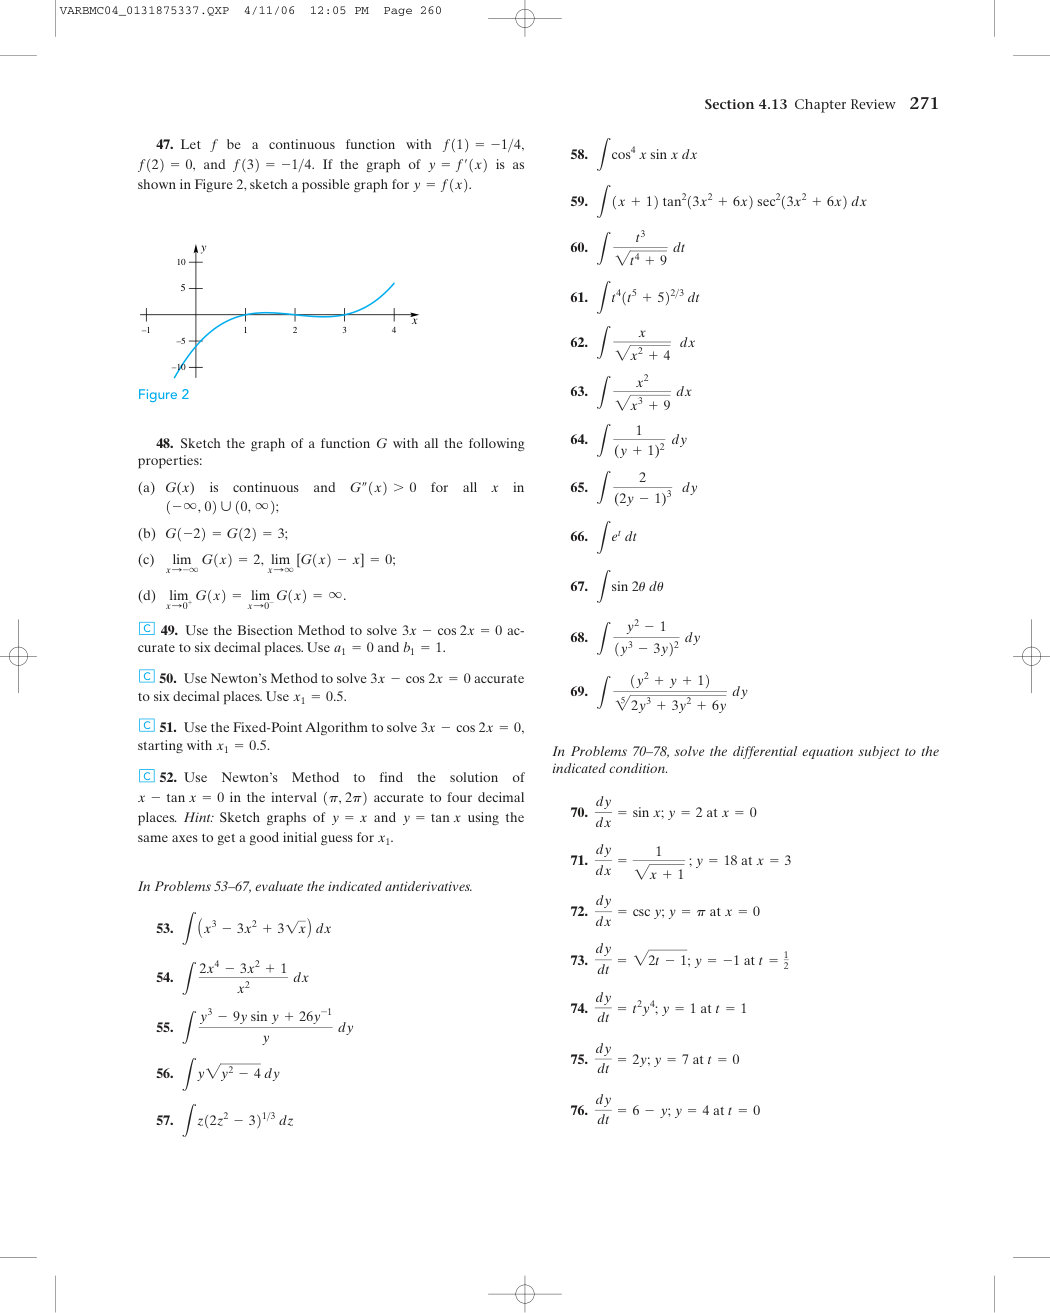 VARBMC04_0131875337.QXP 4/11/06 12:05 PM Page 260
Section 4.13 Chapter Review 271
47. Let f be a continuous function with f(1) = −1/4,
f(2) = 0, and f(3) = −1/4. If the graph of y = f′(x) is as
shown in Figure 2, sketch a possible graph for y = f(x).
y
10
5
−1 1 2 3 4 x
−5
−10
Figure 2
48. Sketch the graph of a function G with all the following
properties:
(a) G(x) is continuous and G″(x) > 0 for all x in
(−∞, 0) ∪ (0, ∞);
(b) G(−2) = G(2) = 3;
(c) lim x→−∞ G(x) = 2, lim x→∞ [G(x) − x] = 0;
(d) lim x→0⁺ G(x) = lim x→0⁻ G(x) = ∞.
C 49. Use the Bisection Method to solve 3x − cos 2x = 0 ac-
curate to six decimal places. Use a₁ = 0 and b₁ = 1.
C 50. Use Newton's Method to solve 3x − cos 2x = 0 accurate
to six decimal places. Use x₁ = 0.5.
C 51. Use the Fixed-Point Algorithm to solve 3x − cos 2x = 0,
starting with x₁ = 0.5.
C 52. Use Newton's Method to find the solution of
x − tan x = 0 in the interval (π, 2π) accurate to four decimal
places. Hint: Sketch graphs of y = x and y = tan x using the
same axes to get a good initial guess for x₁.
In Problems 53–67, evaluate the indicated antiderivatives.
53. ∫ (x³ − 3x² + 3√x) dx
54. ∫ (2x⁴ − 3x² + 1)/x² dx
55. ∫ (y³ − 9y sin y + 26y⁻¹)/y dy
56. ∫ y√(y² − 4) dy
57. ∫ z(2z² − 3)^(1/3) dz
58. ∫ cos⁴ x sin x dx
59. ∫ (x + 1) tan²(3x² + 6x) sec²(3x² + 6x) dx
60. ∫ t³/√(t⁴ + 9) dt
61. ∫ t⁴(t⁵ + 5)^(2/3) dt
62. ∫ x/√(x² + 4) dx
63. ∫ x²/√(x³ + 9) dx
64. ∫ 1/(y + 1)² dy
65. ∫ 2/(2y − 1)³ dy
66. ∫ eᵗ dt
67. ∫ sin 2θ dθ
68. ∫ (y² − 1)/(y³ − 3y)² dy
69. ∫ (y² + y + 1)/⁵√(2y³ + 3y² + 6y) dy
In Problems 70–78, solve the differential equation subject to the
indicated condition.
70. dy/dx = sin x; y = 2 at x = 0
71. dy/dx = 1/√(x + 1); y = 18 at x = 3
72. dy/dx = csc y; y = π at x = 0
73. dy/dt = √(2t − 1); y = −1 at t = 1/2
74. dy/dt = t²y⁴; y = 1 at t = 1
75. dy/dt = 2y; y = 7 at t = 0
76. dy/dt = 6 − y; y = 4 at t = 0